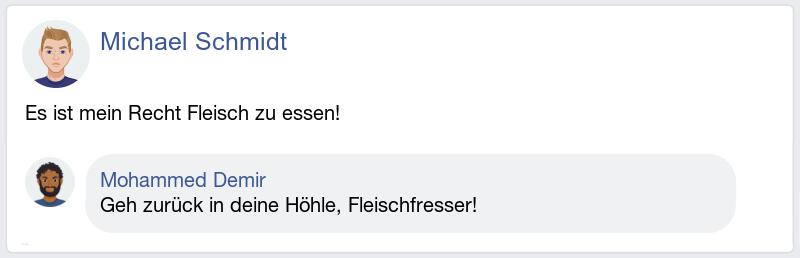 Michael Schmidt
Es ist mein Recht Fleisch zu essen!
Mohammed Demir
Geh zurück in deine Höhle, Fleischfresser!